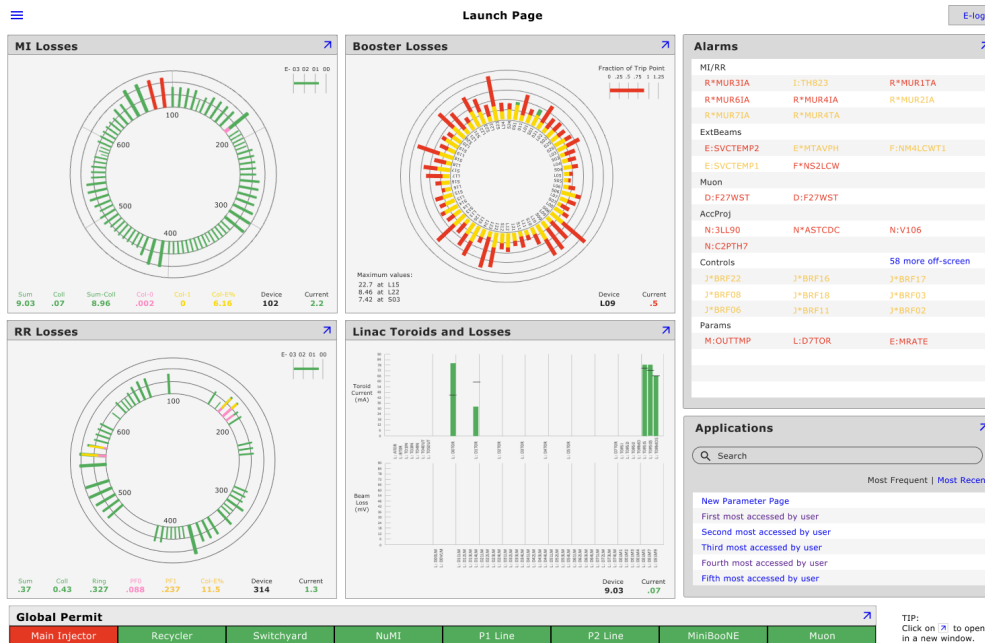 Launch Page
E-log
MI Losses
E- 03 02 01 00
100
200
300
400
500
600
Sum Coll Sum-Coll Col-0 Col-1 Col-E% Device Current
9.03 .07 8.96 .002 0 6.16 102 2.2
Booster Losses
Fraction of Trip Point
0 .25 .5 .75 1 1.25
Maximum values:
22.7 at L15
8.46 at L22
7.42 at S03
Device Current
L09 .5
Alarms
MI/RR
R*MUR3IA I:TH823 R*MUR1TA
R*MUR6IA R*MUR4IA R*MUR2IA
R*MUR7IA R*MUR4TA
ExtBeams
E:SVCTEMP2 E*MTAVPH F:NM4LCWT1
E:SVCTEMP1 F*NS2LCW
Muon
D:F27WST D:F27WST
AccProj
N:3LL90 N*ASTCDC N:V106
N:C2PTH7
Controls 58 more off-screen
J*BRF22 J*BRF16 J*BRF17
J*BRF08 J*BRF18 J*BRF03
J*BRF06 J*BRF11 J*BRF02
Params
M:OUTTMP L:D7TOR E:MRATE
RR Losses
E- 03 02 01 00
100
200
300
400
500
600
Sum Coll Ring PF0 PF1 Col-E% Device Current
.37 0.43 .327 .088 .237 11.5 314 1.3
Linac Toroids and Losses
Toroid
Current
(mA)
Beam
Loss
(mV)
Device Current
9.03 .07
Applications
Search
Most Frequent | Most Recen
New Parameter Page
First most accessed by user
Second most accessed by user
Third most accessed by user
Fourth most accessed by user
Fifth most accessed by user
Global Permit
Main Injector Recycler Switchyard NuMI P1 Line P2 Line MiniBooNE Muon
TIP:
Click on to open
in a new window.